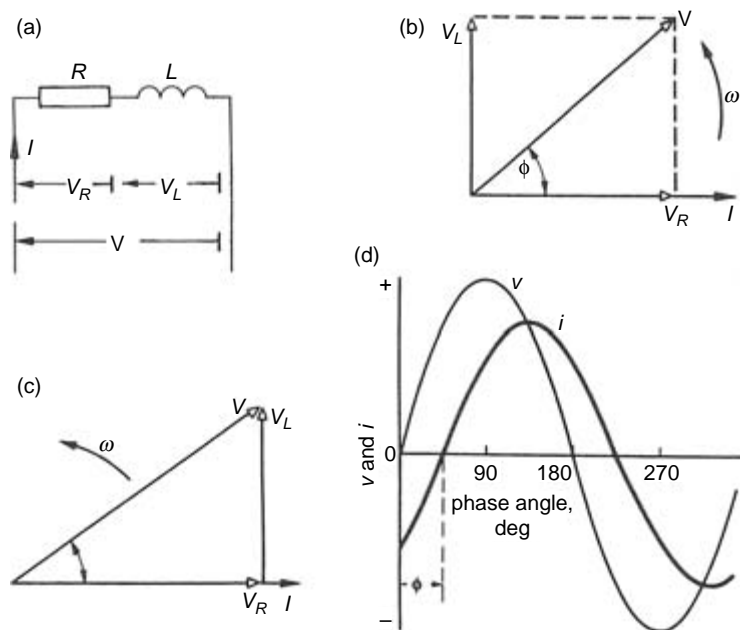 (a)
R L
I
V_R V_L
V
(b)
V_L V
ω
ϕ
V_R I
(c)
V V_L
ω
V_R I
(d)
+
v
i
v and i
0
90 180 270
phase angle,
deg
ϕ
–